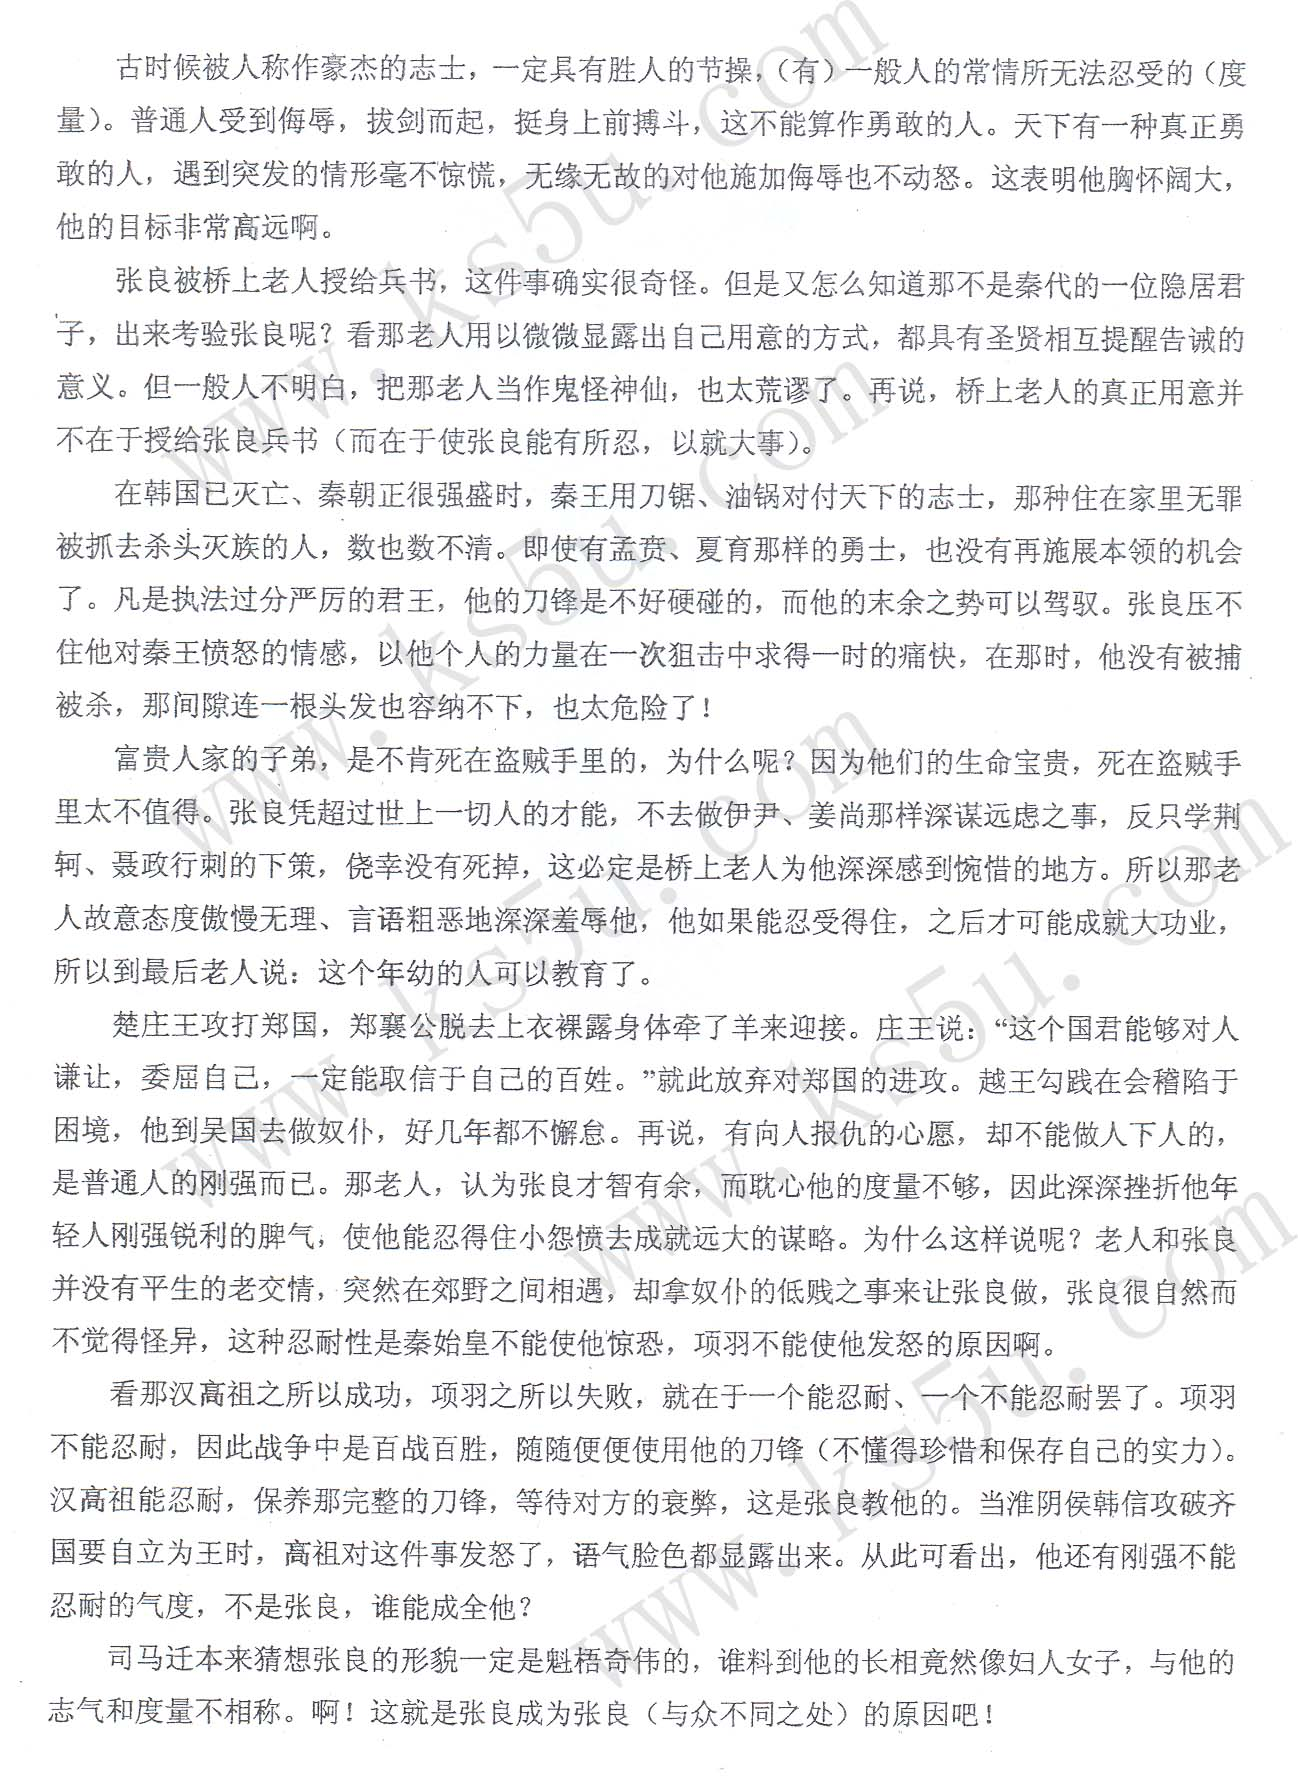 古时候被人称作豪杰的志士，一定具有胜人的节操，（有）一般人的常情所无法忍受的（度
量）。普通人受到侮辱，拔剑而起，挺身上前搏斗，这不能算作勇敢的人。天下有一种真正勇
敢的人，遇到突发的情形毫不惊慌，无缘无故的对他施加侮辱也不动怒。这表明他胸怀阔大，
他的目标非常高远啊。
张良被桥上老人授给兵书，这件事确实很奇怪。但是又怎么知道那不是秦代的一位隐居君
子，出来考验张良呢？看那老人用以微微显露出自己用意的方式，都具有圣贤相互提醒告诫的
意义。但一般人不明白，把那老人当作鬼怪神仙，也太荒谬了。再说，桥上老人的真正用意并
不在于授给张良兵书（而在于使张良能有所忍，以就大事）。
在韩国已灭亡、秦朝正很强盛时，秦王用刀锯、油锅对付天下的志士，那种住在家里无罪
被抓去杀头灭族的人，数也数不清。即使有孟贲、夏育那样的勇士，也没有再施展本领的机会
了。凡是执法过分严厉的君王，他的刀锋是不好硬碰的，而他的末余之势可以驾驭。张良压不
住他对秦王愤怒的情感，以他个人的力量在一次狙击中求得一时的痛快，在那时，他没有被捕
被杀，那间隙连一根头发也容纳不下，也太危险了！
富贵人家的子弟，是不肯死在盗贼手里的，为什么呢？因为他们的生命宝贵，死在盗贼手
里太不值得。张良凭超过世上一切人的才能，不去做伊尹、姜尚那样深谋远虑之事，反只学荆
轲、聂政行刺的下策，侥幸没有死掉，这必定是桥上老人为他深深感到惋惜的地方。所以那老
人故意态度傲慢无理、言语粗恶地深深羞辱他，他如果能忍受得住，之后才可能成就大功业，
所以到最后老人说：这个年幼的人可以教育了。
楚庄王攻打郑国，郑襄公脱去上衣裸露身体牵了羊来迎接。庄王说：“这个国君能够对人
谦让，委屈自己，一定能取信于自己的百姓。”就此放弃对郑国的进攻。越王勾践在会稽陷于
困境，他到吴国去做奴仆，好几年都不懈怠。再说，有向人报仇的心愿，却不能做人下人的，
是普通人的刚强而已。那老人，认为张良才智有余，而耽心他的度量不够，因此深深挫折他年
轻人刚强锐利的脾气，使他能忍得住小怨愤去成就远大的谋略。为什么这样说呢？老人和张良
并没有平生的老交情，突然在郊野之间相遇，却拿奴仆的低贱之事来让张良做，张良很自然而
不觉得怪异，这种忍耐性是秦始皇不能使他惊恐，项羽不能使他发怒的原因啊。
看那汉高祖之所以成功，项羽之所以失败，就在于一个能忍耐、一个不能忍耐罢了。项羽
不能忍耐，因此战争中是百战百胜，随随便便使用他的刀锋（不懂得珍惜和保存自己的实力）。
汉高祖能忍耐，保养那完整的刀锋，等待对方的衰弊，这是张良教他的。当淮阴侯韩信攻破齐
国要自立为王时，高祖对这件事发怒了，语气脸色都显露出来。从此可看出，他还有刚强不能
忍耐的气度，不是张良，谁能成全他？
司马迁本来猜想张良的形貌一定是魁梧奇伟的，谁料到他的长相竟然像妇人女子，与他的
志气和度量不相称。啊！这就是张良成为张良（与众不同之处）的原因吧！
www.ks5u.com
www.ks5u.com
www.ks5u.com
www.ks5u.com
www.ks5u.com